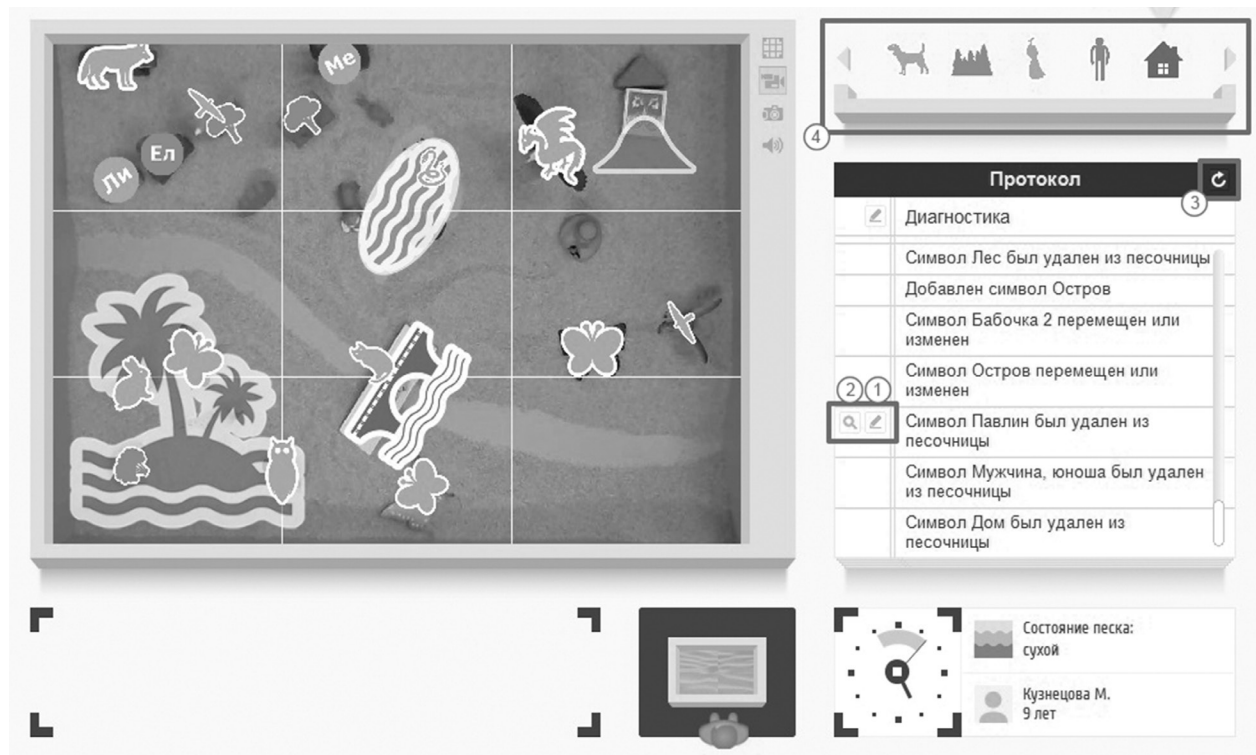 Ме
Ел
Ли
4
Протокол
3
Диагностика
Символ Лес был удален из песочницы
Добавлен символ Остров
Символ Бабочка 2 перемещен или
изменен
Символ Остров перемещен или
изменен
2 1
Символ Павлин был удален из
песочницы
Символ Мужчина, юноша был удален
из песочницы
Символ Дом был удален из
песочницы
Состояние песка:
сухой
Кузнецова М.
9 лет